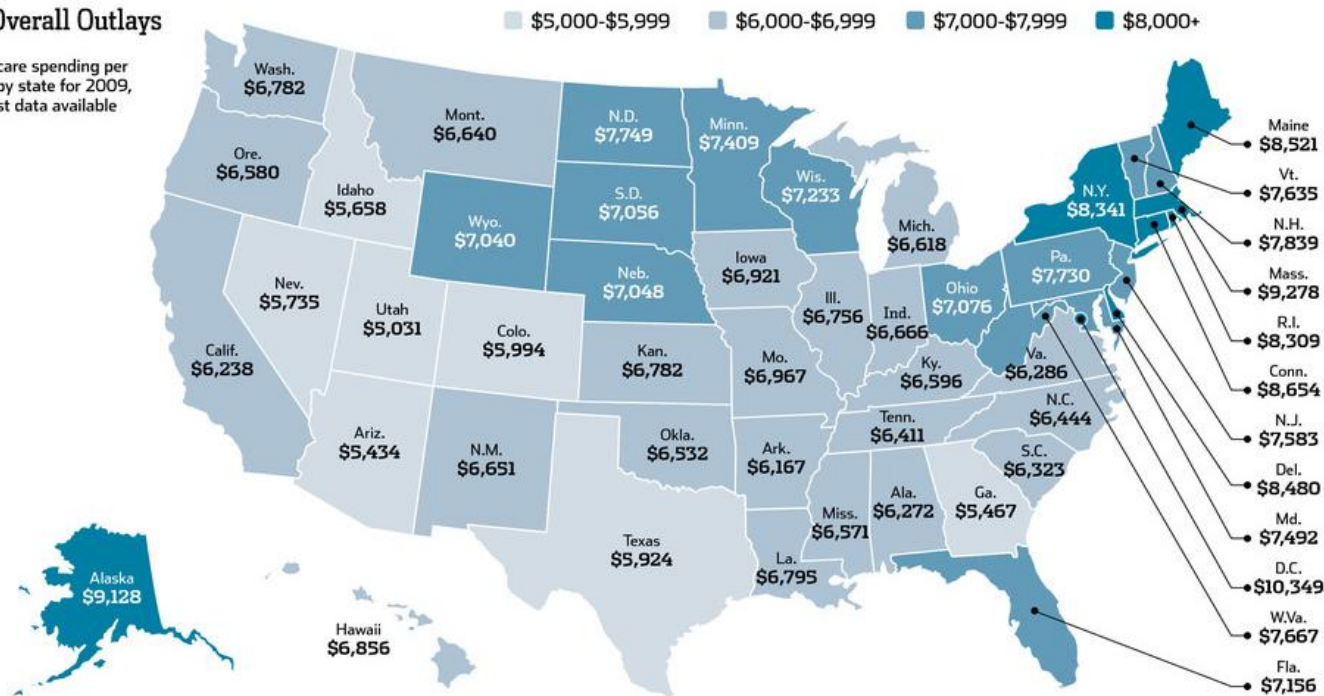 Overall Outlays
care spending per
by state for 2009,
st data available
$5,000-$5,999
$6,000-$6,999
$7,000-$7,999
$8,000+
Wash.
$6,782
Ore.
$6,580
Calif.
$6,238
Idaho
$5,658
Nev.
$5,735
Mont.
$6,640
Wyo.
$7,040
Utah
$5,031
Colo.
$5,994
Ariz.
$5,434
N.M.
$6,651
N.D.
$7,749
S.D.
$7,056
Neb.
$7,048
Kan.
$6,782
Okla.
$6,532
Texas
$5,924
Minn.
$7,409
Iowa
$6,921
Mo.
$6,967
Ark.
$6,167
La.
$6,795
Wis.
$7,233
Ill.
$6,756
Mich.
$6,618
Ind.
$6,666
Ohio
$7,076
Ky.
$6,596
Tenn.
$6,411
Miss.
$6,571
Ala.
$6,272
Ga.
$5,467
S.C.
$6,323
N.C.
$6,444
Va.
$6,286
Pa.
$7,730
N.Y.
$8,341
Alaska
$9,128
Hawaii
$6,856
Maine
$8,521
Vt.
$7,635
N.H.
$7,839
Mass.
$9,278
R.I.
$8,309
Conn.
$8,654
N.J.
$7,583
Del.
$8,480
Md.
$7,492
D.C.
$10,349
W.Va.
$7,667
Fla.
$7,156